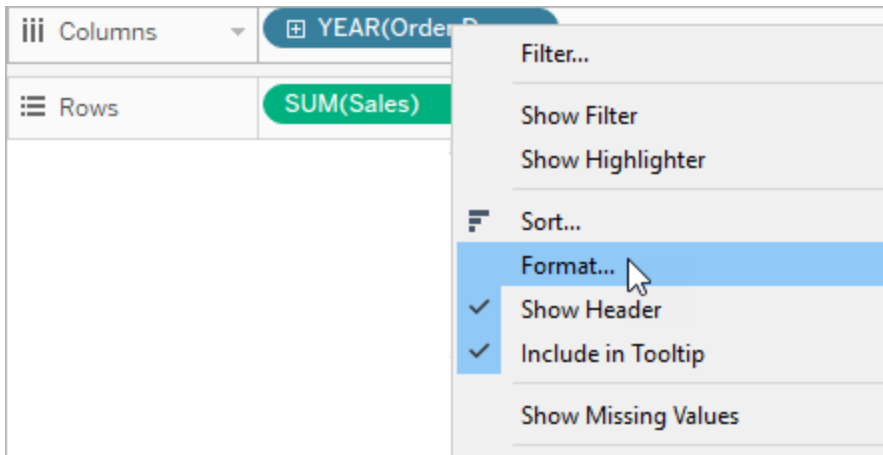 Columns
YEAR(Order
Filter...
Rows
SUM(Sales)
Show Filter
Show Highlighter
Sort...
Format...
Show Header
Include in Tooltip
Show Missing Values